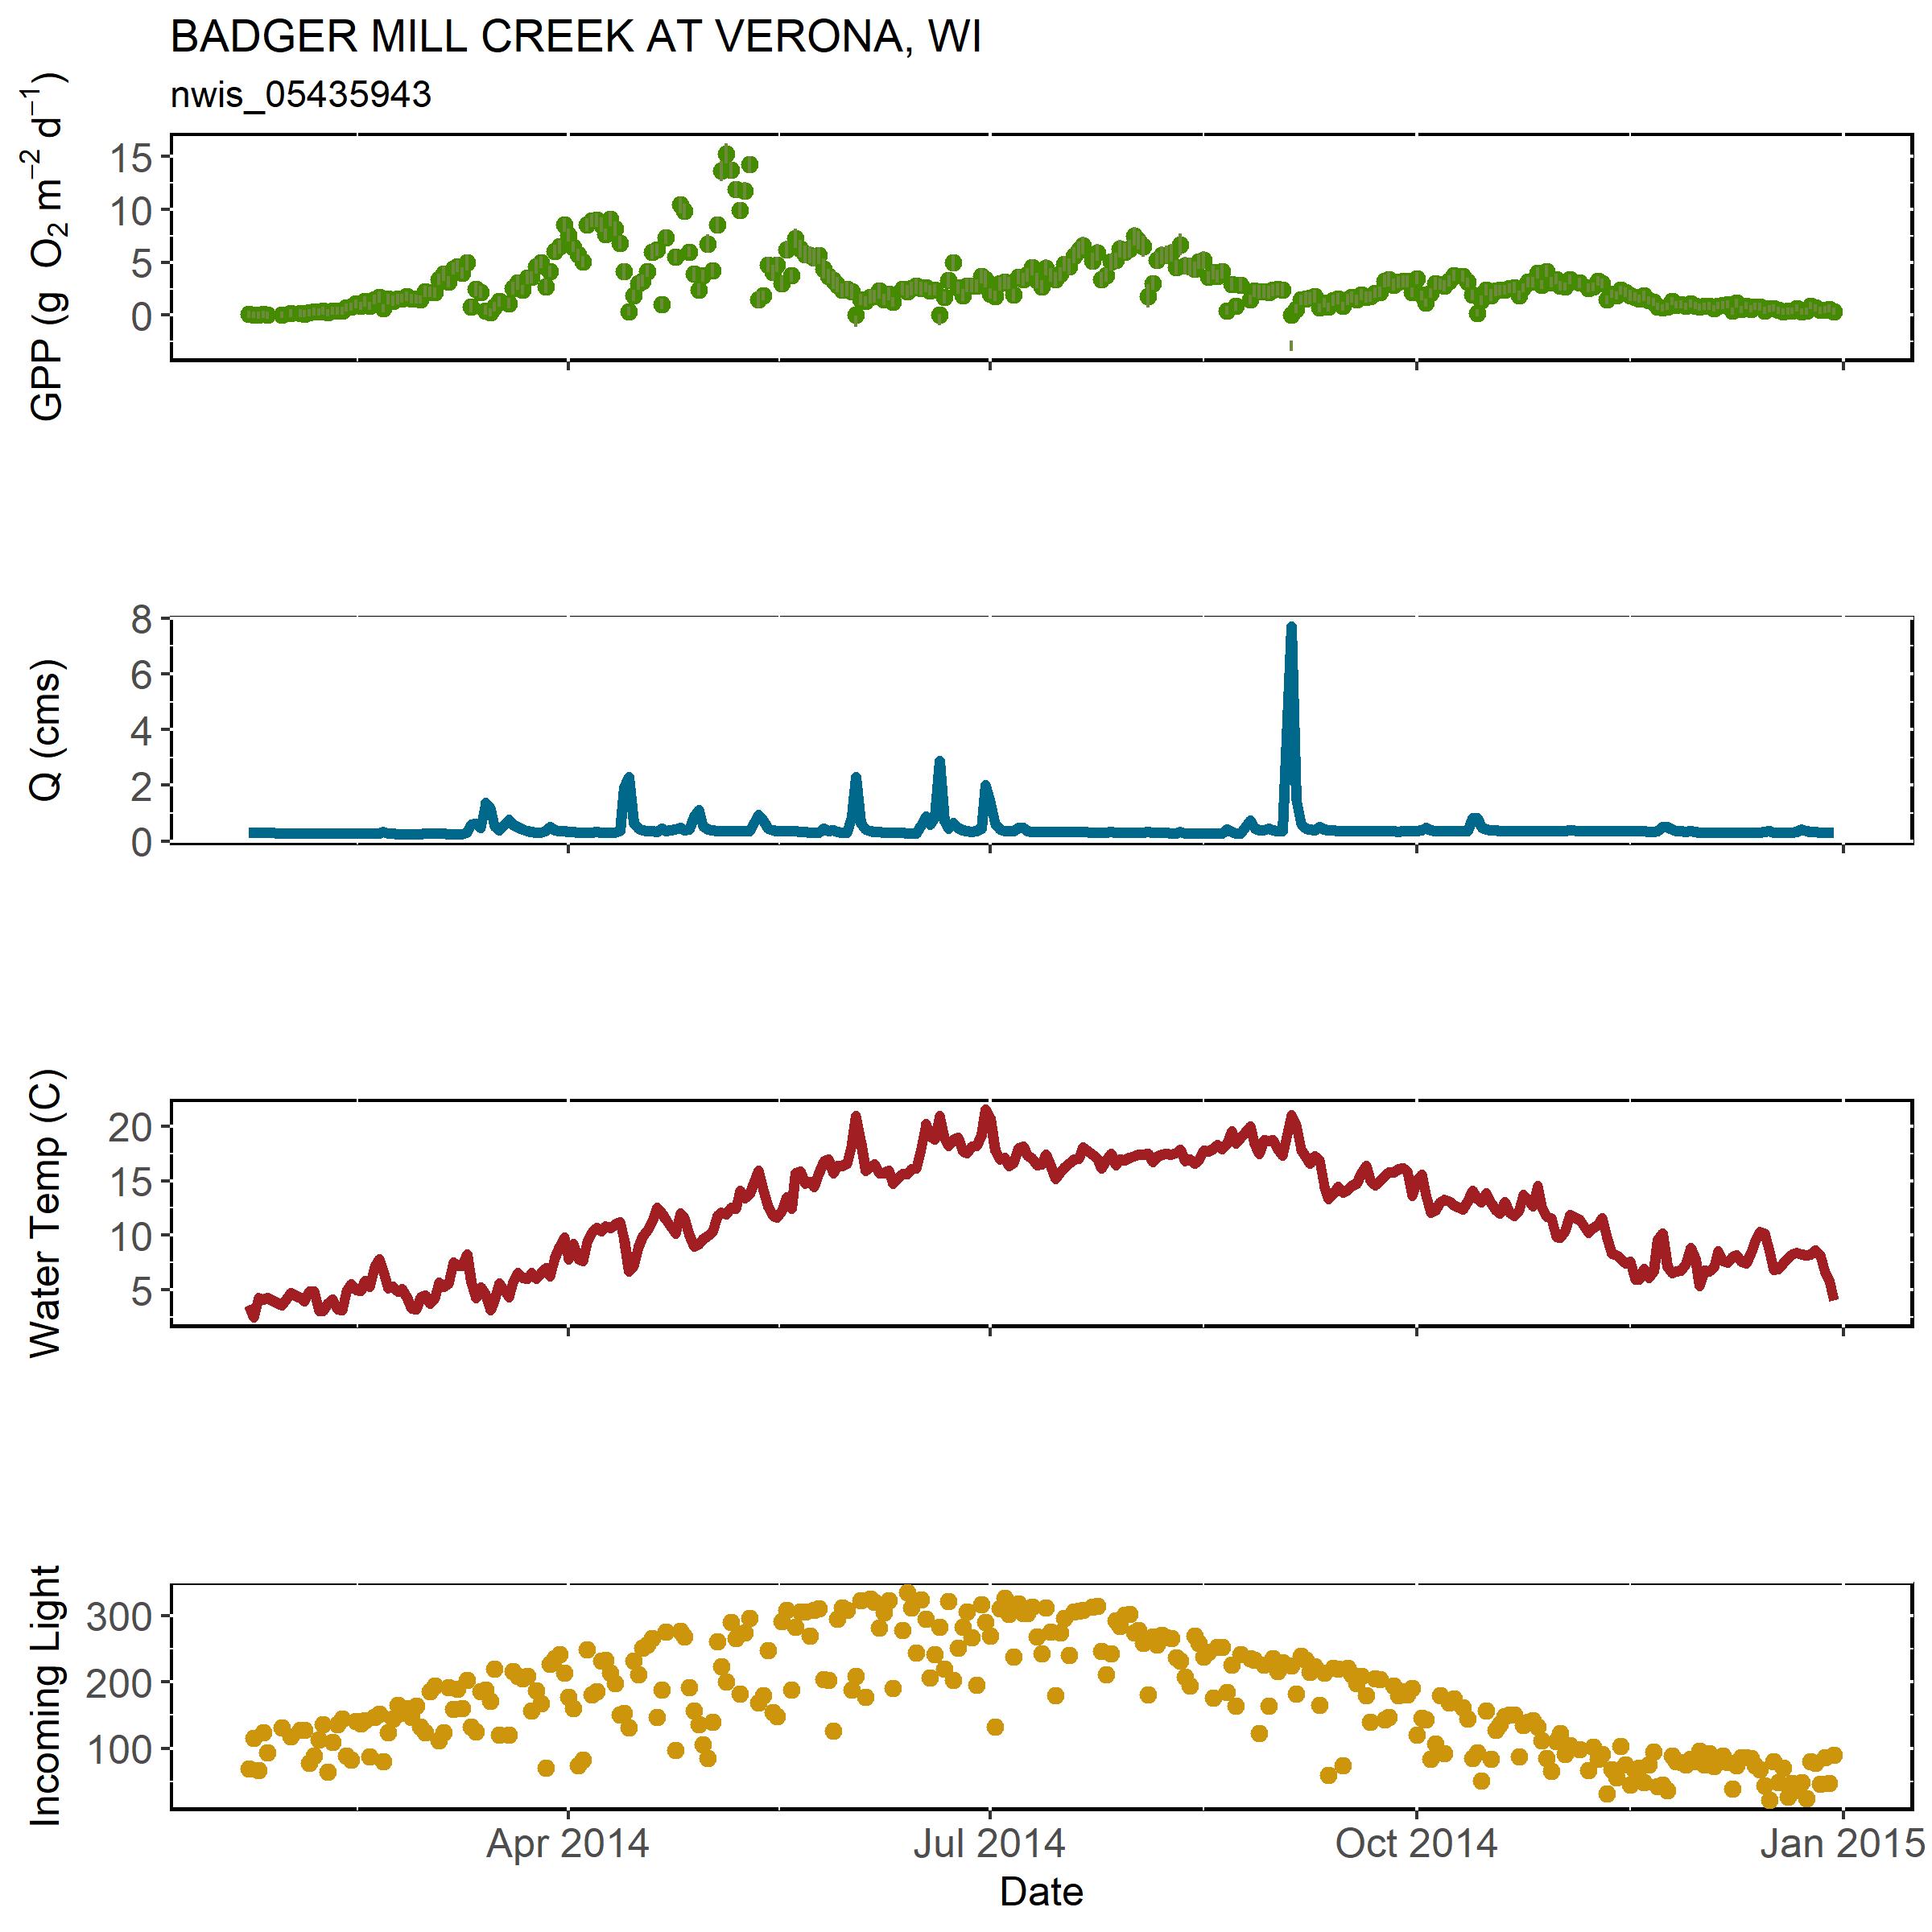 BADGER MILL CREEK AT VERONA, WI
nwis_05435943
GPP (g O₂ m⁻² d⁻¹)
15
10
5
0
Q (cms)
8
6
4
2
0
Water Temp (C)
20
15
10
5
Incoming Light
300
200
100
Apr 2014 Jul 2014 Oct 2014 Jan 2015
Date